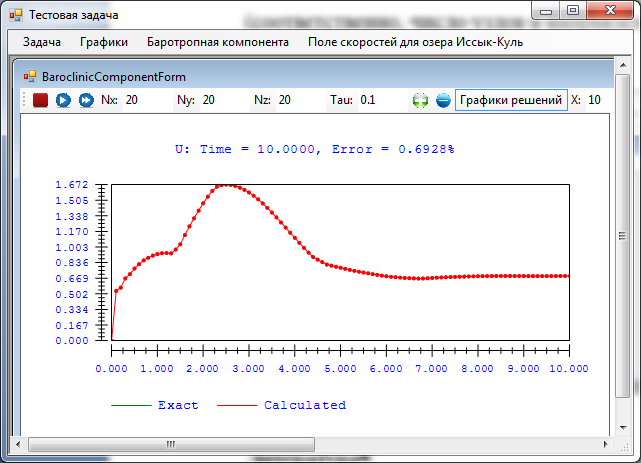 Тестовая задача
Задача Графики Баротропная компонента Поле скоростей для озера Иссык-Куль
BaroclinicComponentForm
Nx: 20 Ny: 20 Nz: 20 Tau: 0.1 Графики решений X: 10
U: Time = 10.0000, Error = 0.6928%
1.672
1.505
1.338
1.170
1.003
0.836
0.669
0.502
0.334
0.167
0.000
0.000 1.000 2.000 3.000 4.000 5.000 6.000 7.000 8.000 9.000 10.000
Exact Calculated